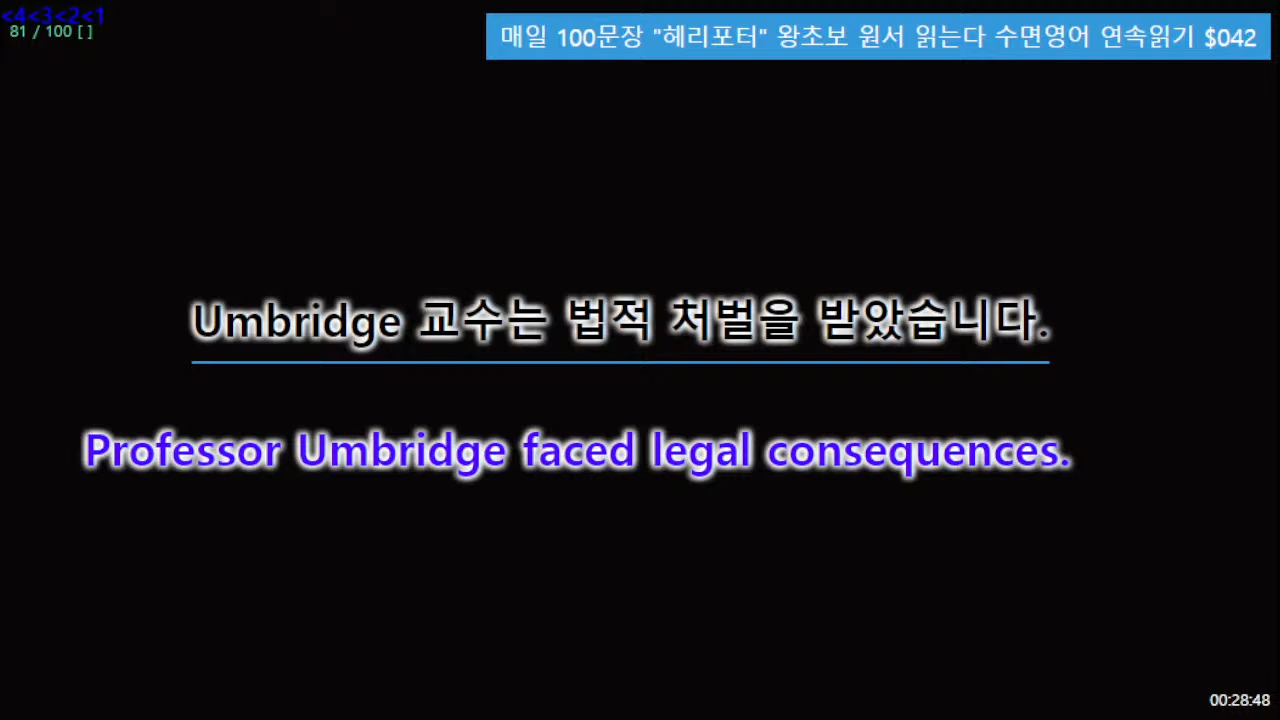 <4<3<2<1
81 / 100 [ ]
매일 100문장 "헤리포터" 왕초보 원서 읽는다 수면영어 연속읽기 $042
Umbridge 교수는 법적 처벌을 받았습니다.
Professor Umbridge faced legal consequences.
00:28:48